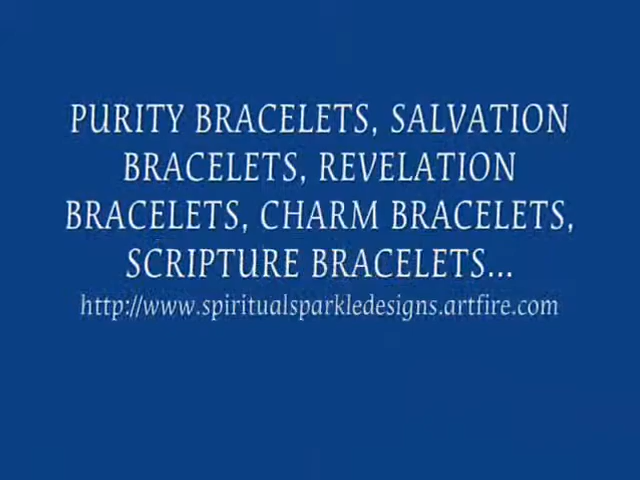 PURITY BRACELETS, SALVATION
BRACELETS, REVELATION
BRACELETS, CHARM BRACELETS,
SCRIPTURE BRACELETS...
http://www.spiritualsparkledesigns.artfire.com